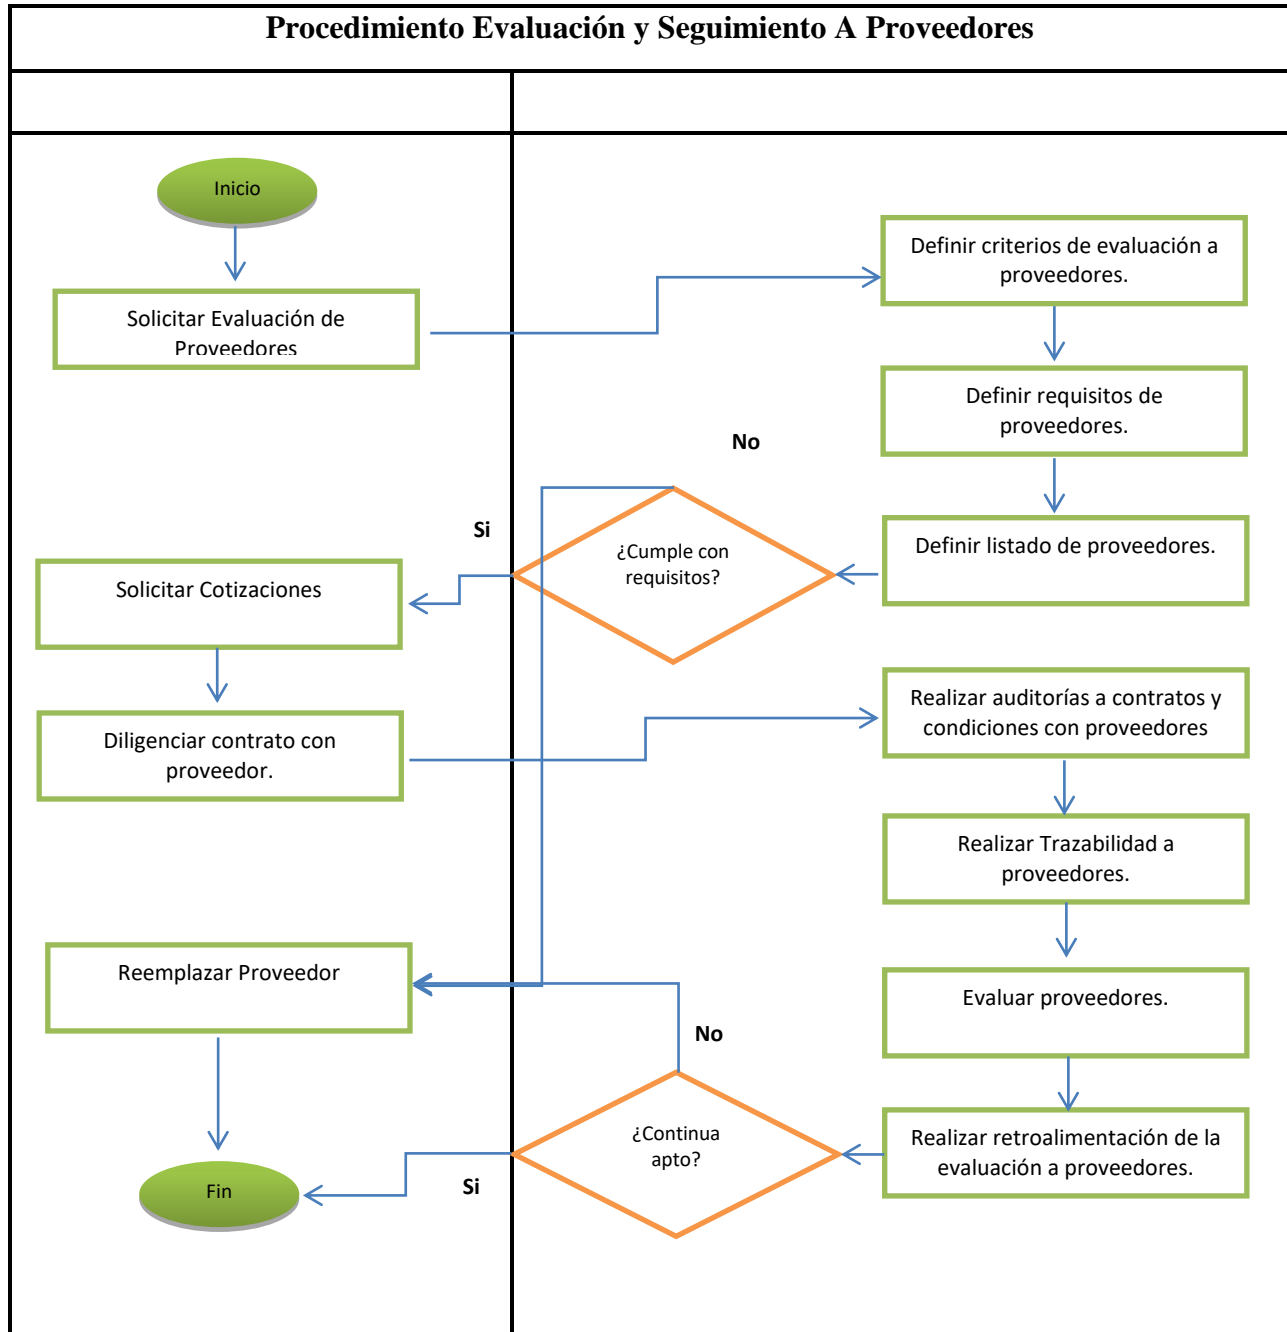 Procedimiento Evaluación y Seguimiento A Proveedores
Inicio
Solicitar Evaluación de
Proveedores
Definir criterios de evaluación a
proveedores.
Definir requisitos de
proveedores.
No
Si
¿Cumple con
requisitos?
Definir listado de proveedores.
Solicitar Cotizaciones
Diligenciar contrato con
proveedor.
Realizar auditorías a contratos y
condiciones con proveedores
Realizar Trazabilidad a
proveedores.
Reemplazar Proveedor
Evaluar proveedores.
No
¿Continua
apto?
Realizar retroalimentación de la
evaluación a proveedores.
Si
Fin